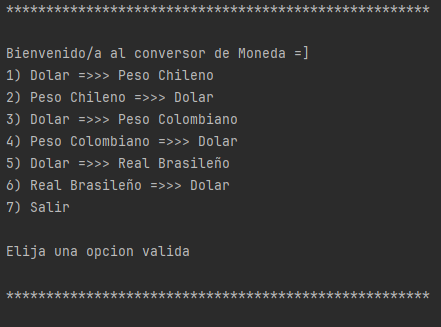 *****************************************************
Bienvenido/a al conversor de Moneda =]
1) Dolar =>>> Peso Chileno
2) Peso Chileno =>>> Dolar
3) Dolar =>>> Peso Colombiano
4) Peso Colombiano =>>> Dolar
5) Dolar =>>> Real Brasileño
6) Real Brasileño =>>> Dolar
7) Salir
Elija una opcion valida
*****************************************************